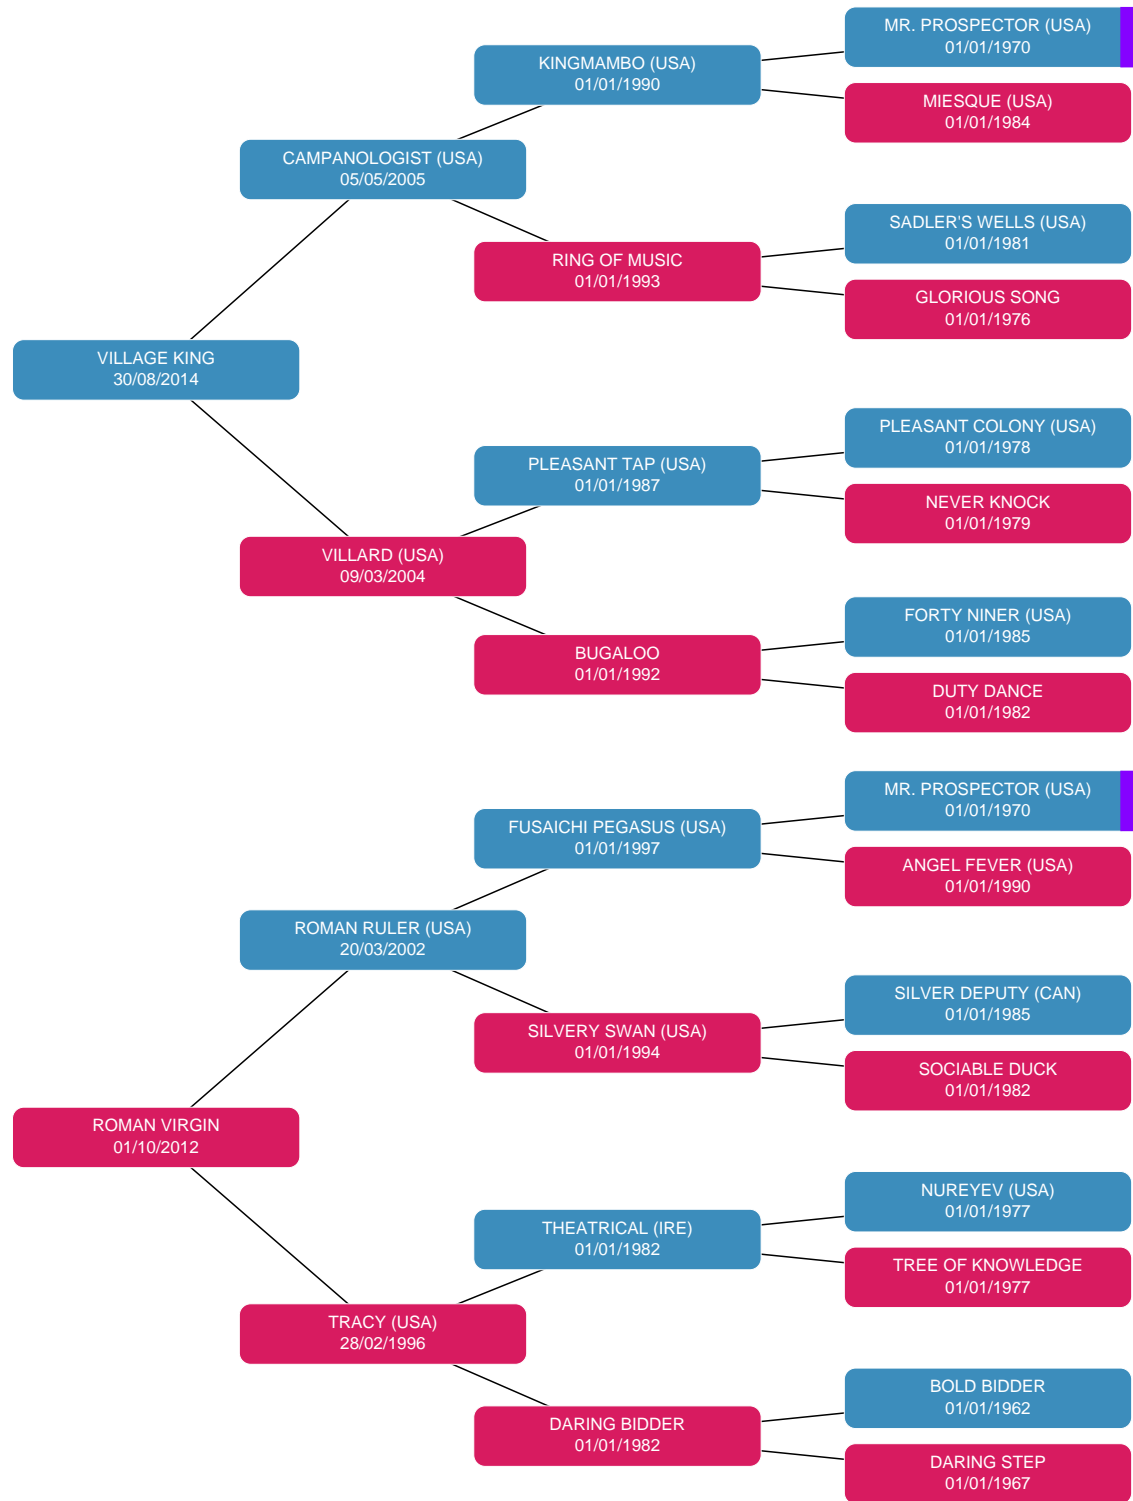 MR. PROSPECTOR (USA)
01/01/1970
KINGMAMBO (USA)
01/01/1990
MIESQUE (USA)
01/01/1984
CAMPANOLOGIST (USA)
05/05/2005
SADLER'S WELLS (USA)
01/01/1981
RING OF MUSIC
01/01/1993
GLORIOUS SONG
01/01/1976
VILLAGE KING
30/08/2014
PLEASANT COLONY (USA)
01/01/1978
PLEASANT TAP (USA)
01/01/1987
NEVER KNOCK
01/01/1979
VILLARD (USA)
09/03/2004
FORTY NINER (USA)
01/01/1985
BUGALOO
01/01/1992
DUTY DANCE
01/01/1982
MR. PROSPECTOR (USA)
01/01/1970
FUSAICHI PEGASUS (USA)
01/01/1997
ANGEL FEVER (USA)
01/01/1990
ROMAN RULER (USA)
20/03/2002
SILVER DEPUTY (CAN)
01/01/1985
SILVERY SWAN (USA)
01/01/1994
SOCIABLE DUCK
01/01/1982
ROMAN VIRGIN
01/10/2012
NUREYEV (USA)
01/01/1977
THEATRICAL (IRE)
01/01/1982
TREE OF KNOWLEDGE
01/01/1977
TRACY (USA)
28/02/1996
BOLD BIDDER
01/01/1962
DARING BIDDER
01/01/1982
DARING STEP
01/01/1967